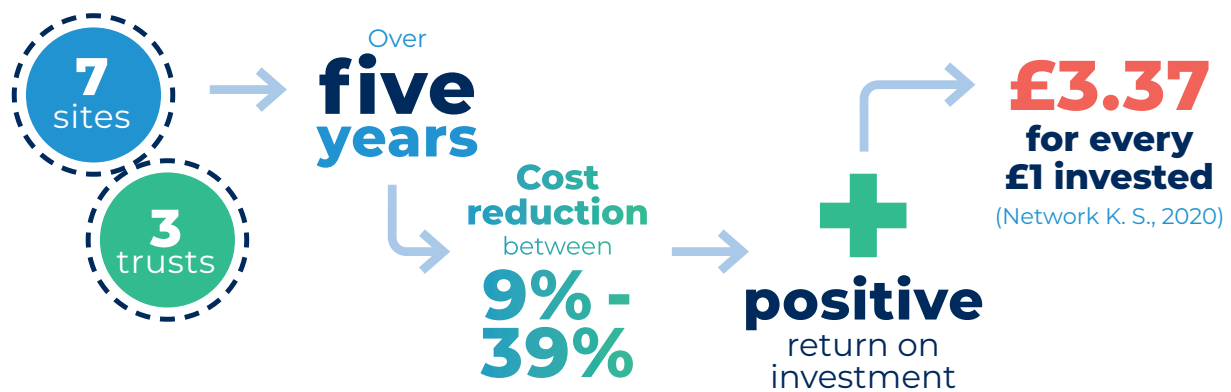 7
sites
3
trusts
Over
five
years
Cost
reduction
between
9% -
39%
positive
return on
investment
£3.37
for every
£1 invested
(Network K. S., 2020)